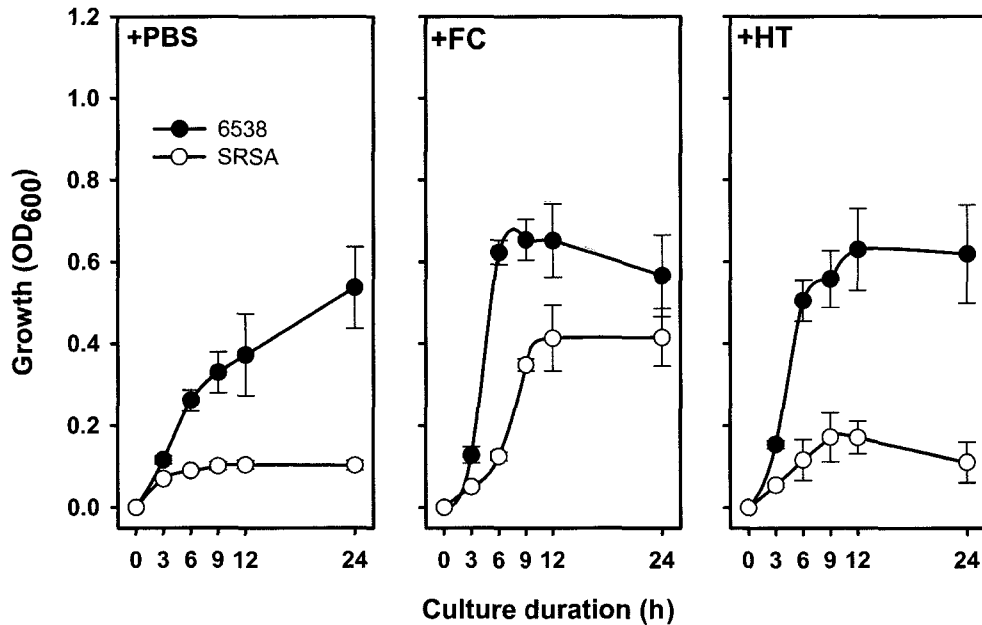 +PBS
+FC
+HT
1.2
1.0
0.8
0.6
0.4
0.2
0.0
6538
SRSA
Growth (OD600)
0 3 6 9 12 24
0 3 6 9 12 24
0 3 6 9 12 24
Culture duration (h)